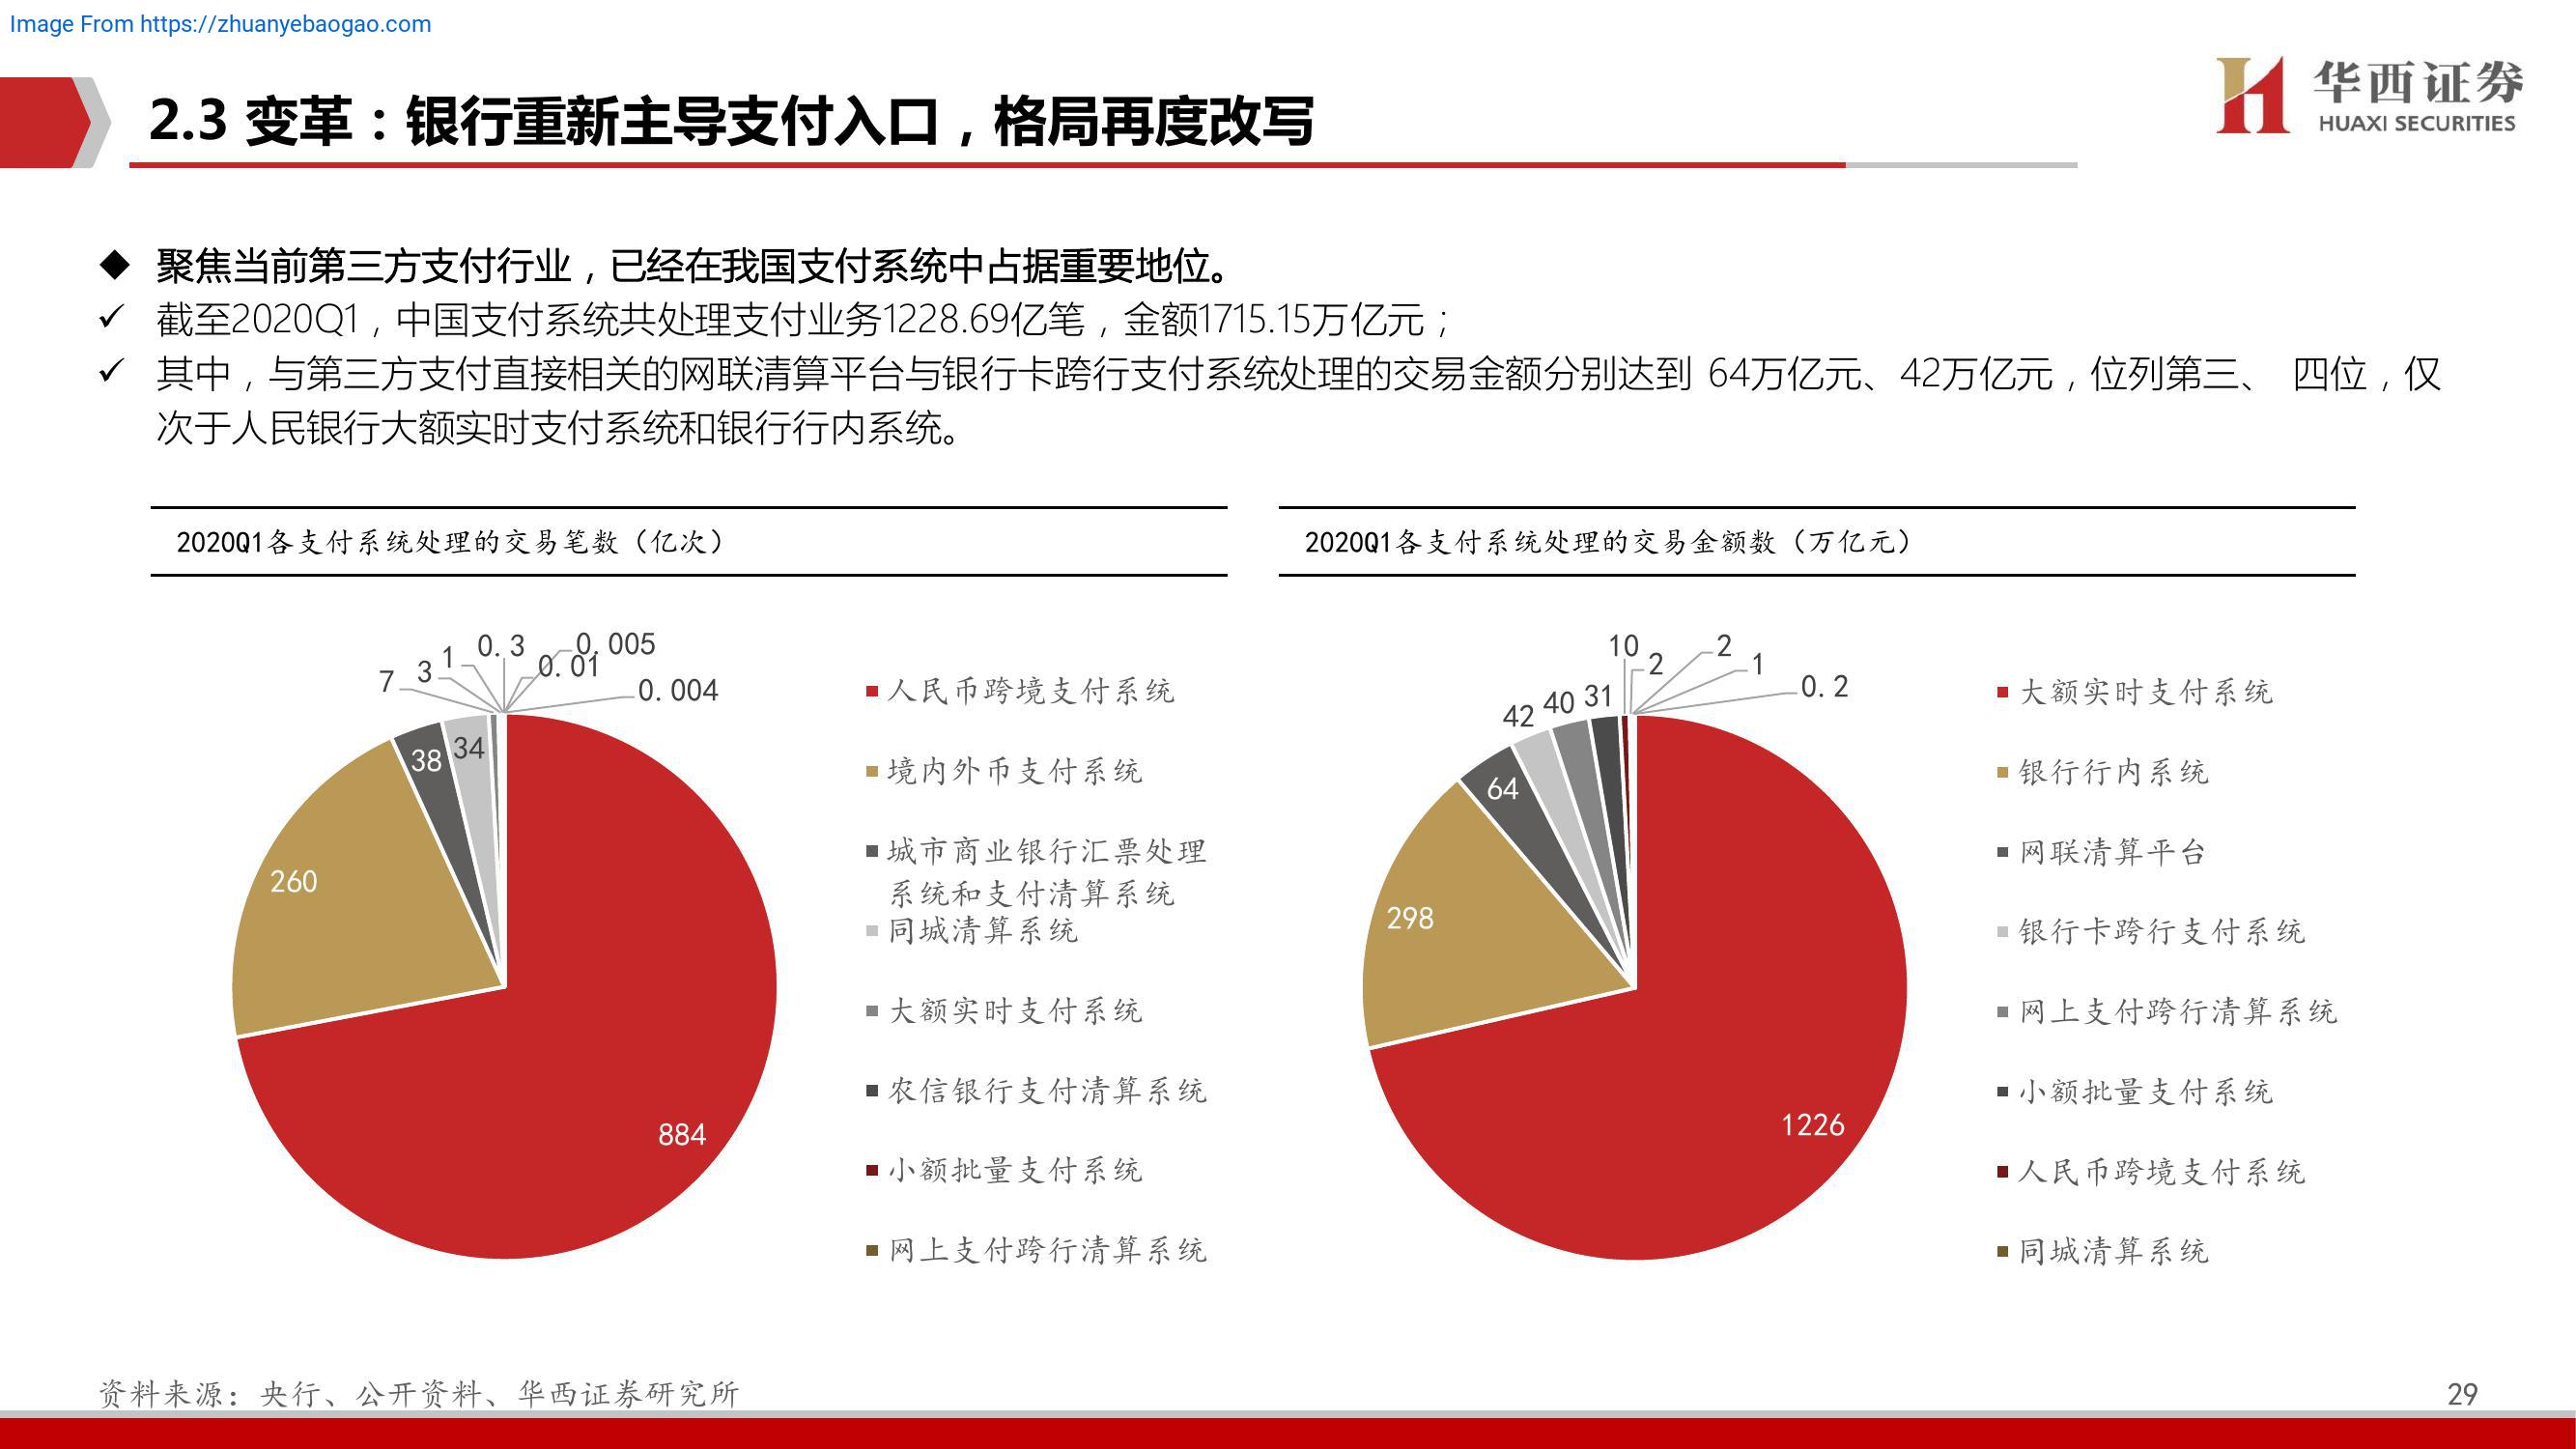 Image From https://zhuanyebaogao.com
华西证券
HUAXI SECURITIES
2.3 变革：银行重新主导支付入口，格局再度改写
◆ 聚焦当前第三方支付行业，已经在我国支付系统中占据重要地位。
✓ 截至2020Q1，中国支付系统共处理支付业务1228.69亿笔，金额1715.15万亿元；
✓ 其中，与第三方支付直接相关的网联清算平台与银行卡跨行支付系统处理的交易金额分别达到 64万亿元、42万亿元，位列第三、 四位，仅
次于人民银行大额实时支付系统和银行行内系统。
2020Q1各支付系统处理的交易笔数（亿次）
7
3
1
0.3
0.005
0.01
0.004
38
34
260
884
人民币跨境支付系统
境内外币支付系统
城市商业银行汇票处理
系统和支付清算系统
同城清算系统
大额实时支付系统
农信银行支付清算系统
小额批量支付系统
网上支付跨行清算系统
2020Q1各支付系统处理的交易金额数（万亿元）
10
2
2
1
0.2
42
40
31
64
298
1226
大额实时支付系统
银行行内系统
网联清算平台
银行卡跨行支付系统
网上支付跨行清算系统
小额批量支付系统
人民币跨境支付系统
同城清算系统
资料来源：央行、公开资料、华西证券研究所
29